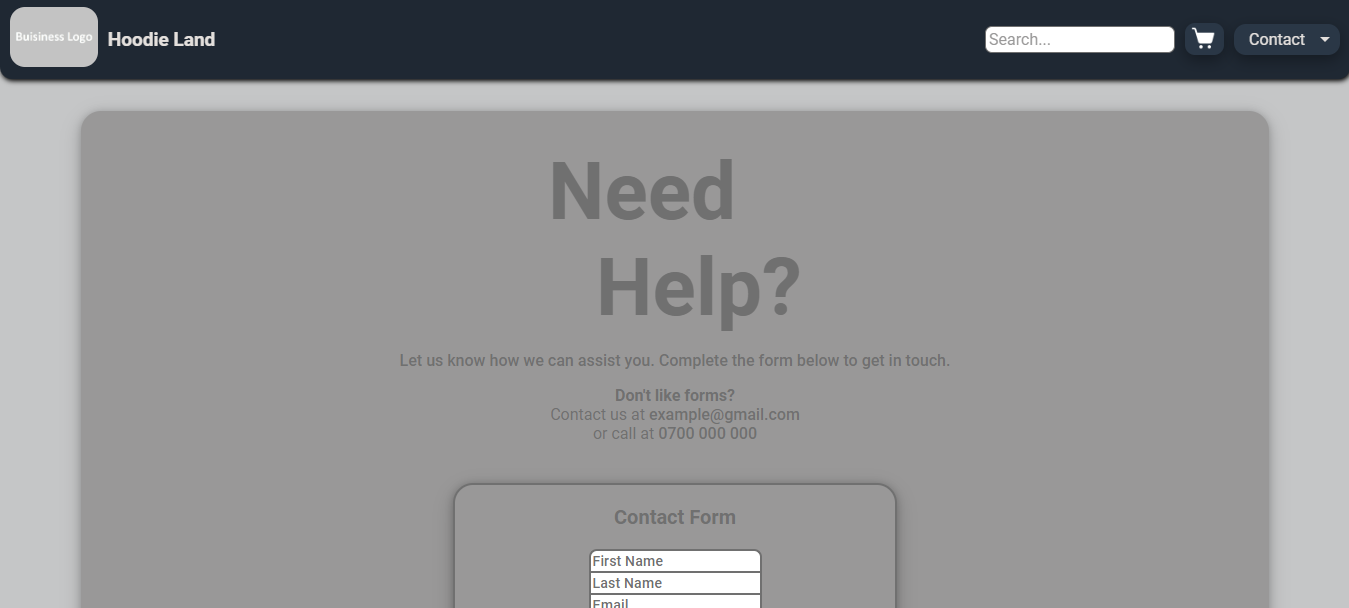 Buisiness Logo
Hoodie Land
Search...
Contact
Need
Help?
Let us know how we can assist you. Complete the form below to get in touch.
Don't like forms?
Contact us at example@gmail.com
or call at 0700 000 000
Contact Form
First Name
Last Name
Email